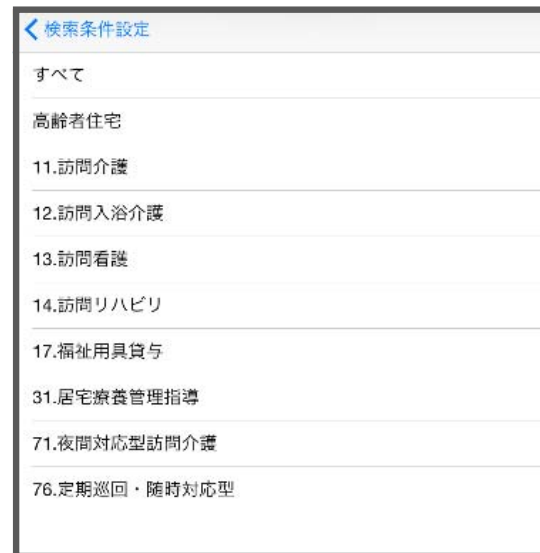 検索条件設定
すべて
高齢者住宅
11.訪問介護
12.訪問入浴介護
13.訪問看護
14.訪問リハビリ
17.福祉用具貸与
31.居宅療養管理指導
71.夜間対応型訪問介護
76.定期巡回・随時対応型